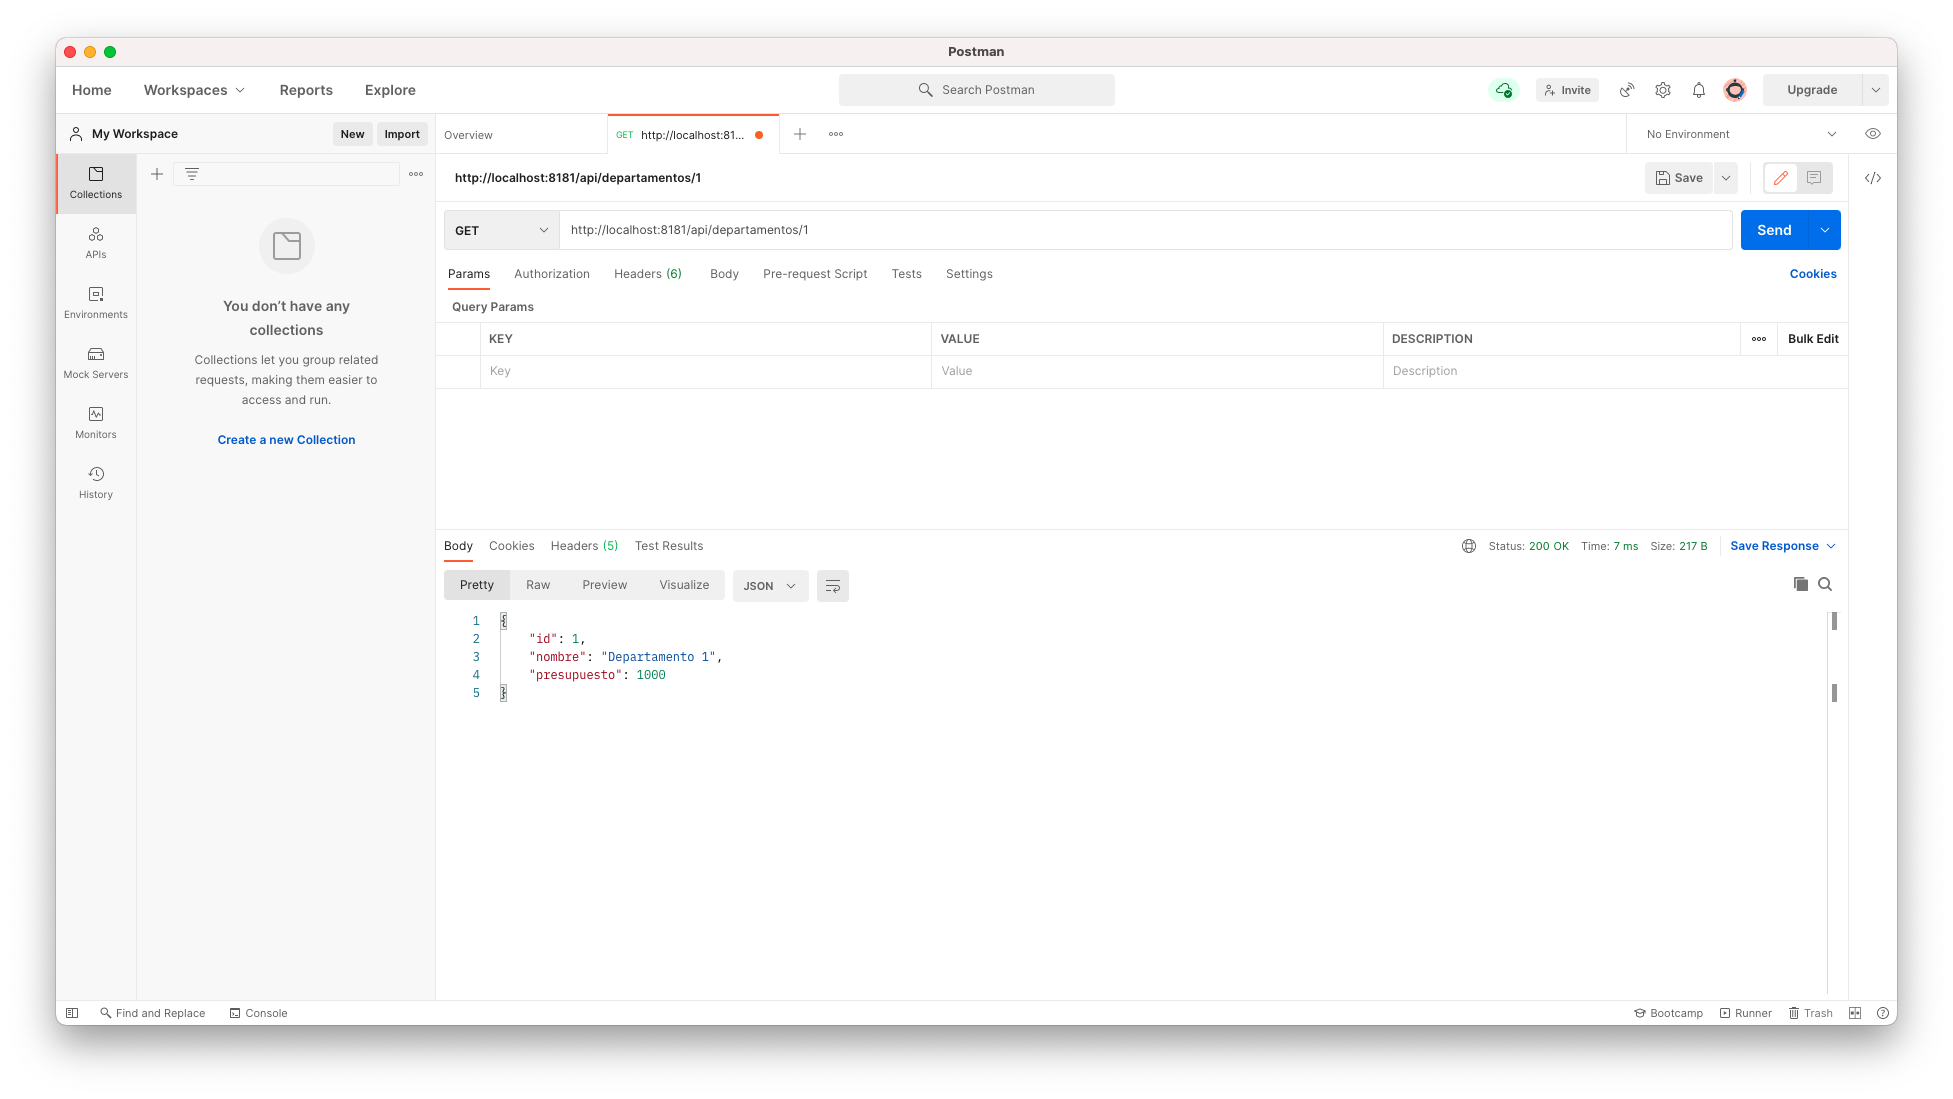 Postman
Home Workspaces Reports Explore Search Postman Invite Upgrade
My Workspace New Import Overview GET http://localhost:81... No Environment
Collections
APIs
Environments
Mock Servers
Monitors
History
You don’t have any
collections
Collections let you group related
requests, making them easier to
access and run.
Create a new Collection
http://localhost:8181/api/departamentos/1 Save </>
GET http://localhost:8181/api/departamentos/1 Send
Params Authorization Headers (6) Body Pre-request Script Tests Settings Cookies
Query Params
KEY VALUE DESCRIPTION Bulk Edit
Key Value Description
Body Cookies Headers (5) Test Results Status: 200 OK Time: 7 ms Size: 217 B Save Response
Pretty Raw Preview Visualize JSON
1 {
2 "id": 1,
3 "nombre": "Departamento 1",
4 "presupuesto": 1000
5 }
Find and Replace Console Bootcamp Runner Trash